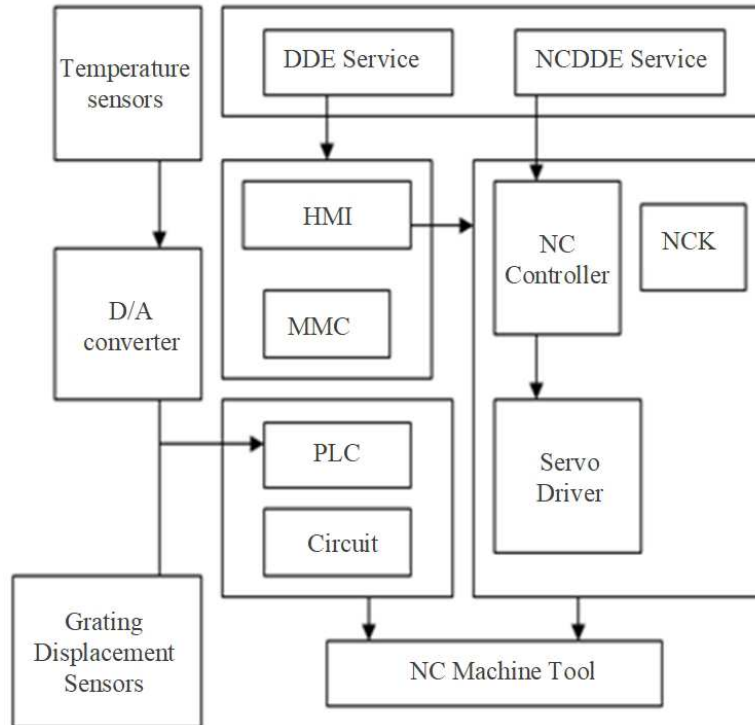 Temperature
sensors
DDE Service
NCDDE Service
HMI
MMC
NC
Controller
NCK
D/A
converter
PLC
Circuit
Servo
Driver
Grating
Displacement
Sensors
NC Machine Tool